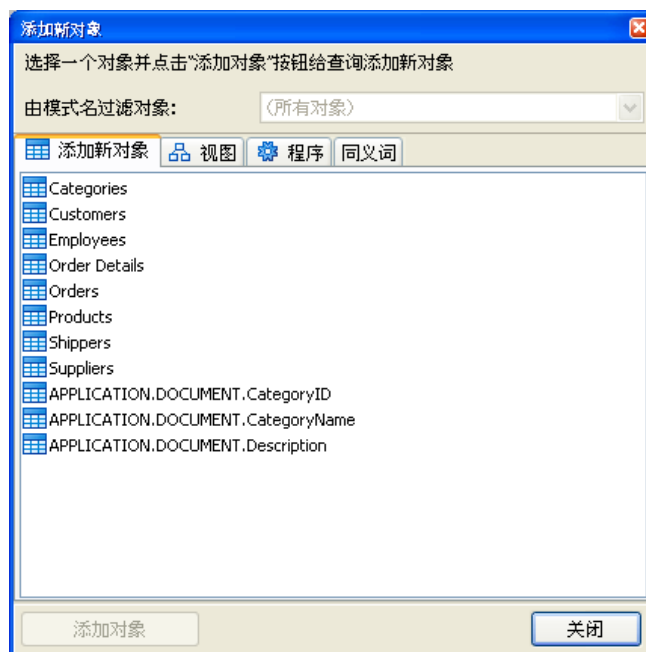 添加新对象
选择一个对象并点击"添加对象"按钮给查询添加新对象
由模式名过滤对象: (所有对象)
添加新对象 视图 程序 同义词
Categories
Customers
Employees
Order Details
Orders
Products
Shippers
Suppliers
APPLICATION.DOCUMENT.CategoryID
APPLICATION.DOCUMENT.CategoryName
APPLICATION.DOCUMENT.Description
添加对象 关闭